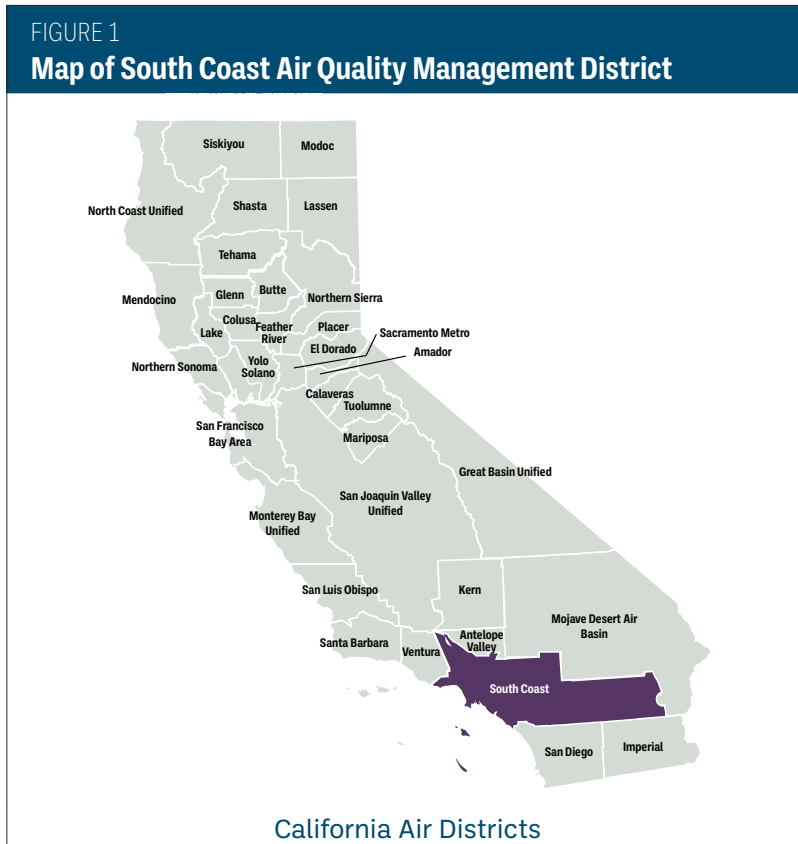 FIGURE 1
Map of South Coast Air Quality Management District
Siskiyou
Modoc
North Coast Unified
Shasta
Lassen
Tehama
Mendocino
Glenn
Butte
Northern Sierra
Lake
Colusa
Feather
River
Placer
Sacramento Metro
El Dorado
Amador
Northern Sonoma
Yolo
Solano
Calaveras
Tuolumne
San Francisco
Bay Area
Mariposa
Great Basin Unified
San Joaquin Valley
Unified
Monterey Bay
Unified
San Luis Obispo
Kern
Mojave Desert Air
Basin
Santa Barbara
Ventura
Antelope
Valley
South Coast
San Diego
Imperial
California Air Districts